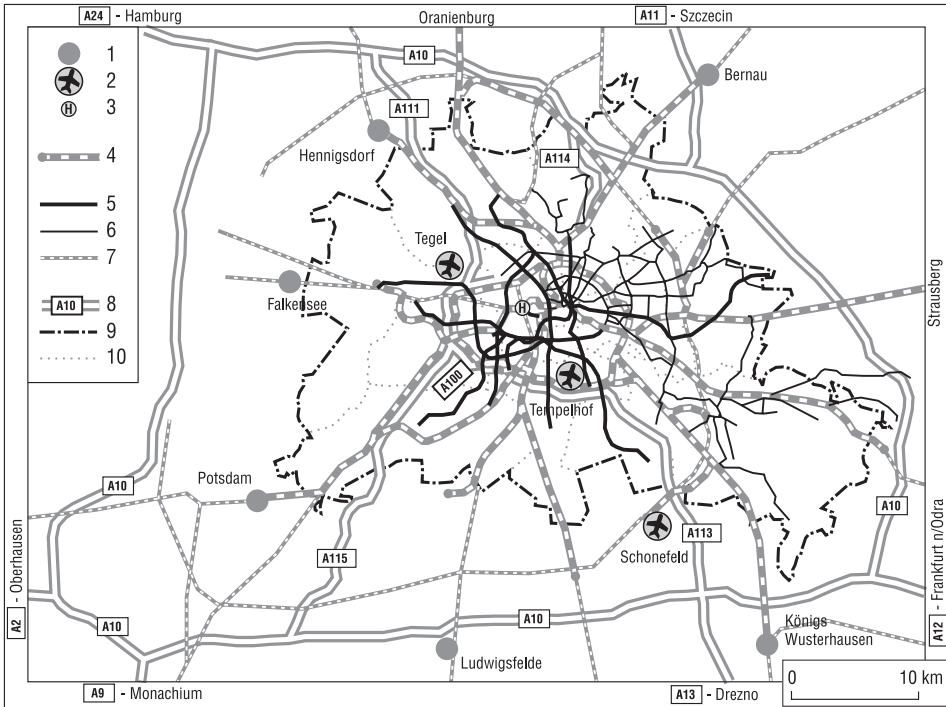 A24 - Hamburg
Oranienburg
A11 - Szczecin
1
2
H 3
4
5
6
7
A10 8
9
10
A10
A111
Bernau
Hennigsdorf
A114
Tegel
Falkensee
H
Strausberg
A100
Tempelhof
Potsdam
A10
A10
A113
Schonefeld
A115
A2 - Oberhausen
A12 - Frankfurt n/Odra
A10
A10
Königs
Wusterhausen
Ludwigsfelde
0 10 km
A9 - Monachium
A13 - Drezno